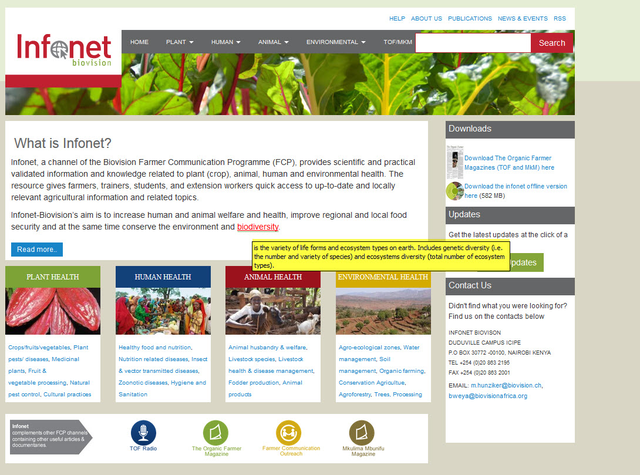 HELP ABOUT US PUBLICATIONS NEWS & EVENTS RSS
Infonet
biovision
HOME PLANT HUMAN ANIMAL ENVIRONMENTAL TOF/MKM Search
What is Infonet?
Infonet, a channel of the Biovision Farmer Communication Programme (FCP), provides scientific and practical
validated information and knowledge related to plant (crop), animal, human and environmental health. The
resource gives farmers, trainers, students, and extension workers quick access to up-to-date and locally
relevant agricultural information and related topics.
Infonet-Biovision's aim is to increase human and animal welfare and health, improve regional and local food
security and at the same time conserve the environment and biodiversity.
Read more..
is the variety of life forms and ecosystem types on earth. Includes genetic diversity (i.e.
the number and variety of species) and ecosystems diversity (total number of ecosystem
types).
PLANT HEALTH
Crops/fruits/vegetables, Plant
pests/ diseases, Medicinal
plants, Fruit &
vegetable processing, Natural
pest control, Cultural practices
HUMAN HEALTH
Healthy food and nutrition,
Nutrition related diseases, Insect
& vector transmitted diseases,
Zoonotic diseases, Hygiene and
Sanitation
ANIMAL HEALTH
Animal husbandry & welfare,
Livestock species, Livestock
health & disease management,
Fodder production, Animal
products
ENVIRONMENTAL HEALTH
Agro-ecological zones, Water
management, Soil
management, Organic farming,
Conservation Agricultue,
Agroforestry, Trees, Processing
Downloads
Download The Organic Farmer
Magazines (TOF and MkM) here
Download the infonet offline version
here (582 MB)
Updates
Get the latest updates at the click of a
Updates
Contact Us
Didn't find what you were looking for?
Find us on the contacts below
INFONET BIOVISON
DUDUVILLE CAMPUS ICIPE
P.O BOX 30772 -00100, NAIROBI KENYA
TEL +254 (0)20 863 2195
FAX +254 (0)20 863 2001
EMAIL: m.hunziker@biovision.ch,
bweya@biovisionafrica.org
Infonet
complements other FCP channels
containing other useful articles &
documentaries.
TOF Radio
The Organic Farmer
Magazine
Farmer Communication
Outreach
Mkulima Mbunifu
Magazine